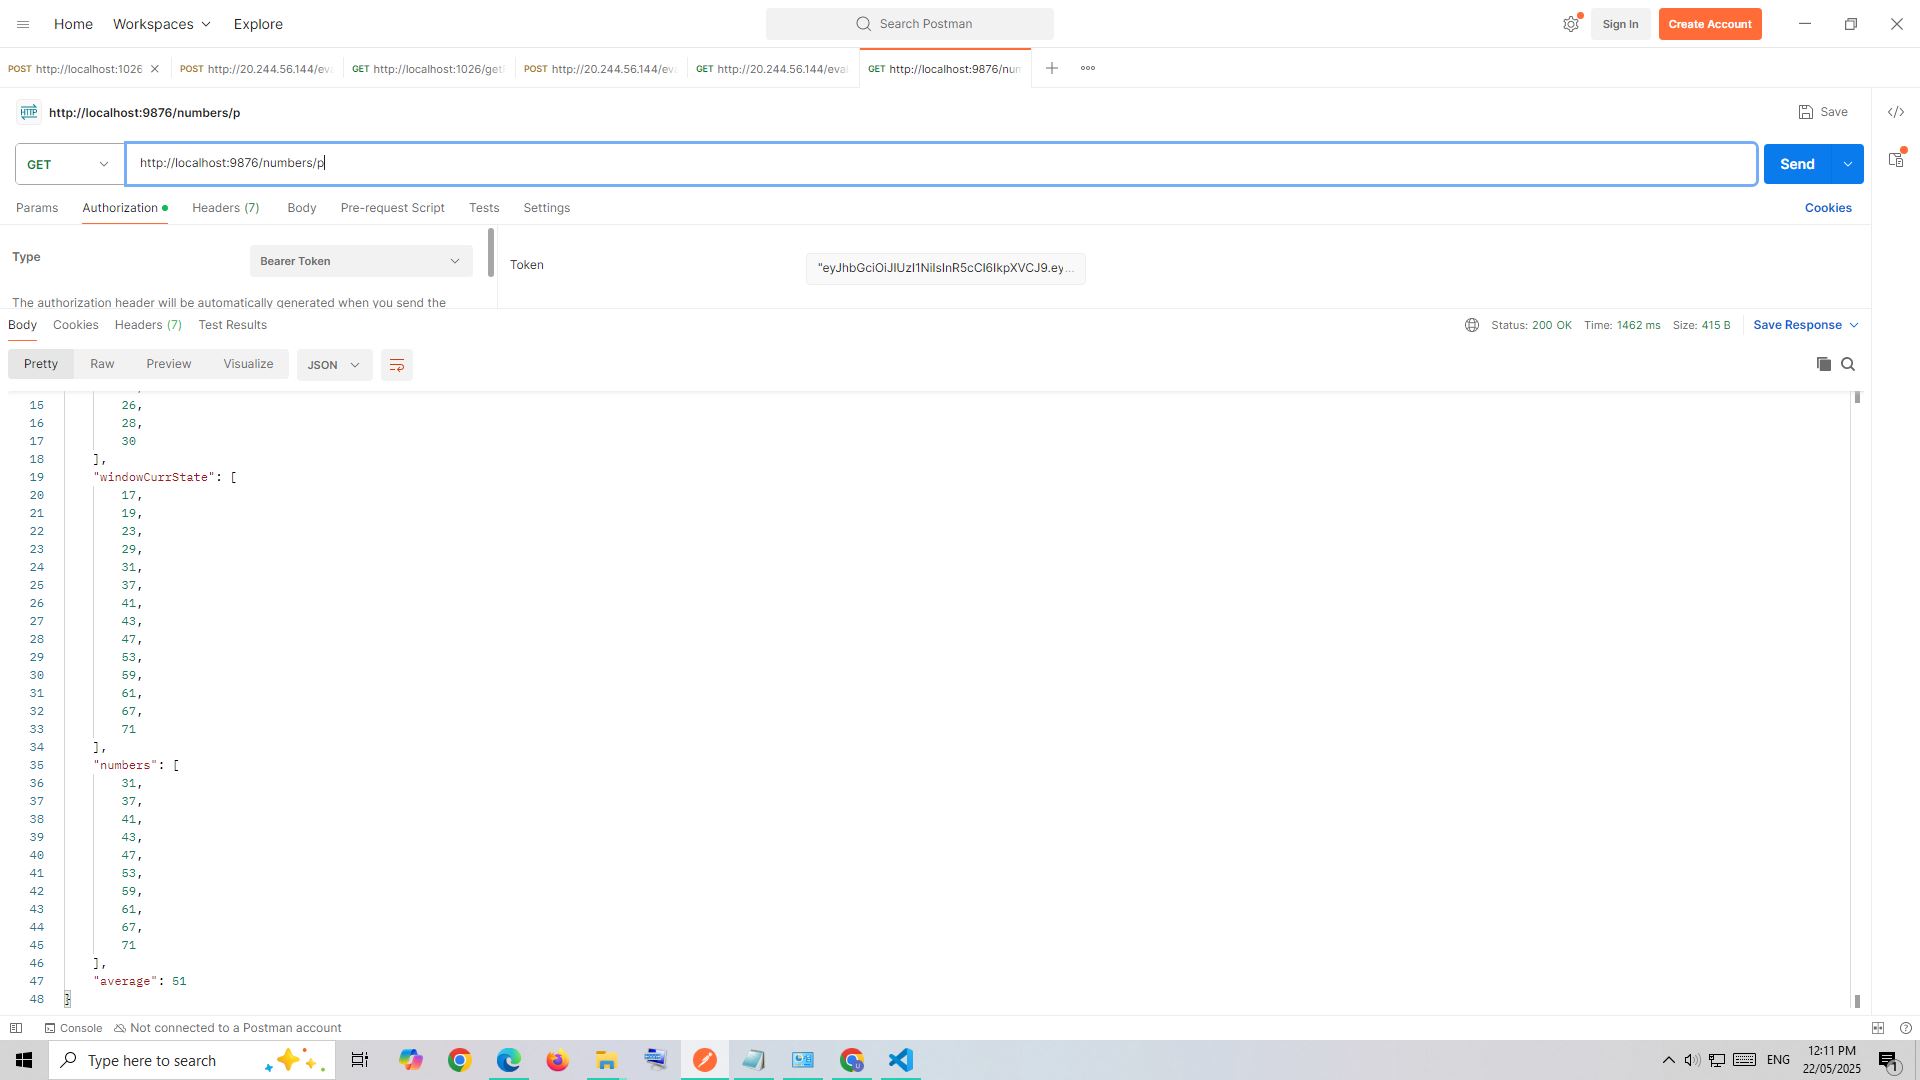 Home Workspaces Explore Search Postman Sign In Create Account
POST http://localhost:1026 POST http://20.244.56.144/eva GET http://localhost:1026/get POST http://20.244.56.144/eva GET http://20.244.56.144/eval GET http://localhost:9876/num
HTTP http://localhost:9876/numbers/p Save
GET http://localhost:9876/numbers/p Send
Params Authorization Headers (7) Body Pre-request Script Tests Settings Cookies
Type Bearer Token Token "eyJhbGciOiJIUzI1NiIsInR5cCI6IkpXVCJ9.ey...
The authorization header will be automatically generated when you send the
Body Cookies Headers (7) Test Results Status: 200 OK Time: 1462 ms Size: 415 B Save Response
Pretty Raw Preview Visualize JSON
15 26,
16 28,
17 30
18 ],
19 "windowCurrState": [
20 17,
21 19,
22 23,
23 29,
24 31,
25 37,
26 41,
27 43,
28 47,
29 53,
30 59,
31 61,
32 67,
33 71
34 ],
35 "numbers": [
36 31,
37 37,
38 41,
39 43,
40 47,
41 53,
42 59,
43 61,
44 67,
45 71
46 ],
47 "average": 51
48 }
Console Not connected to a Postman account
Type here to search ENG 12:11 PM
22/05/2025 1